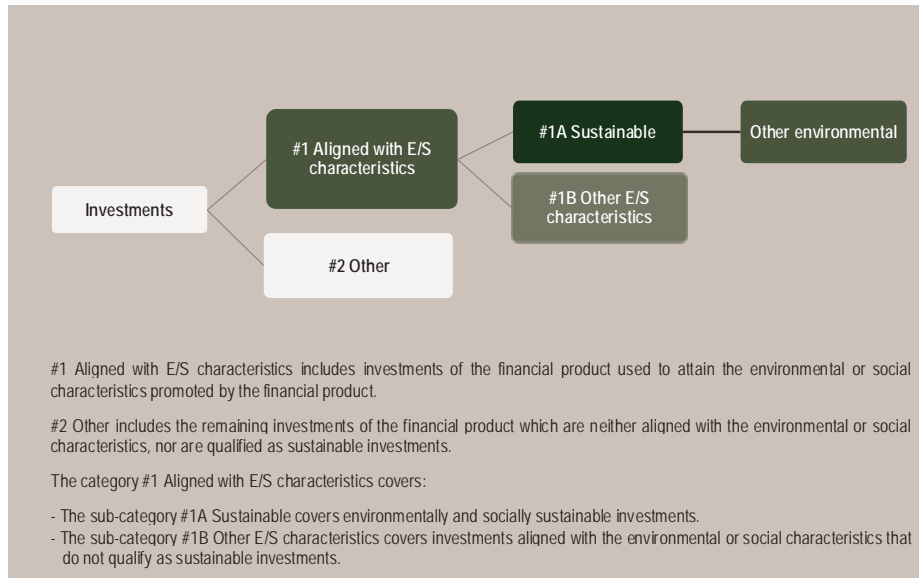 #1 Aligned with E/S
characteristics
#1A Sustainable
Other environmental
Investments
#1B Other E/S
characteristics
#2 Other
#1 Aligned with E/S characteristics includes investments of the financial product used to attain the environmental or social
characteristics promoted by the financial product.
#2 Other includes the remaining investments of the financial product which are neither aligned with the environmental or social
characteristics, nor are qualified as sustainable investments.
The category #1 Aligned with E/S characteristics covers:
- The sub-category #1A Sustainable covers environmentally and socially sustainable investments.
- The sub-category #1B Other E/S characteristics covers investments aligned with the environmental or social characteristics that
do not qualify as sustainable investments.